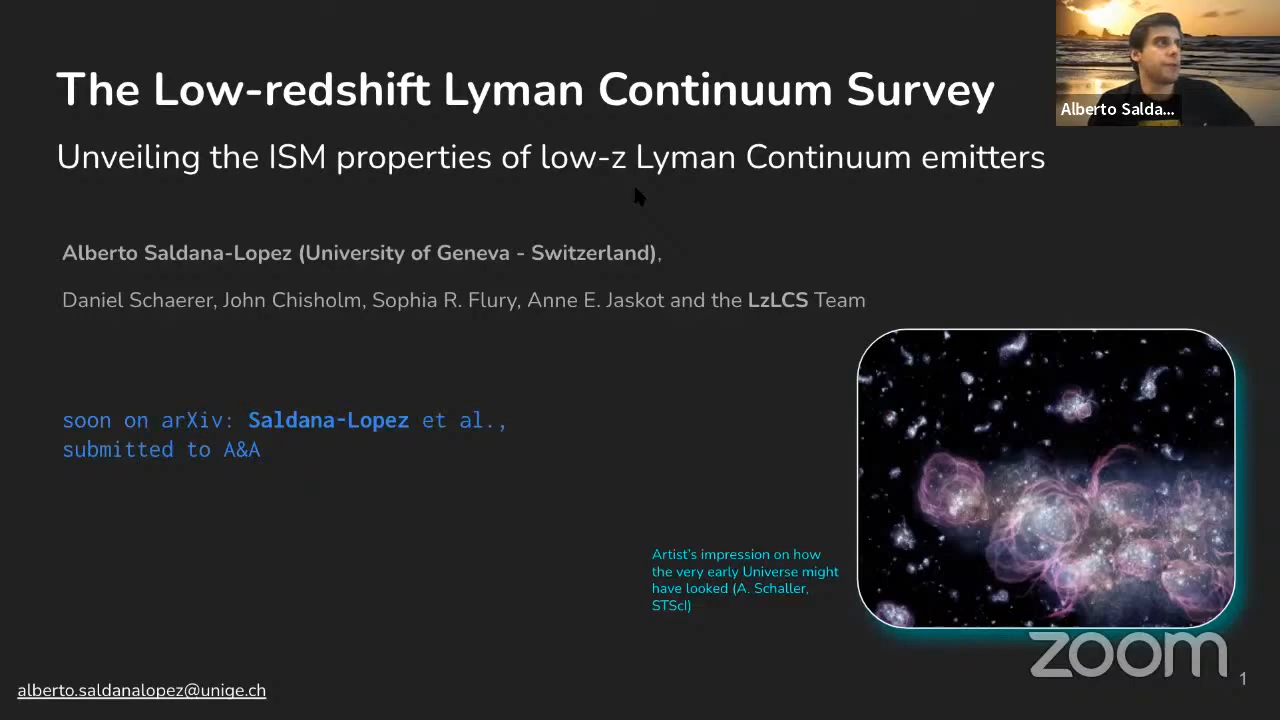 The Low-redshift Lyman Continuum Survey
Unveiling the ISM properties of low-z Lyman Continuum emitters
Alberto Salda...
Alberto Saldana-Lopez (University of Geneva - Switzerland),
Daniel Schaerer, John Chisholm, Sophia R. Flury, Anne E. Jaskot and the LzLCS Team
soon on arXiv: Saldana-Lopez et al.,
submitted to A&A
Artist's impression on how
the very early Universe might
have looked (A. Schaller,
STScI)
zoom
1
alberto.saldanalopez@unige.ch